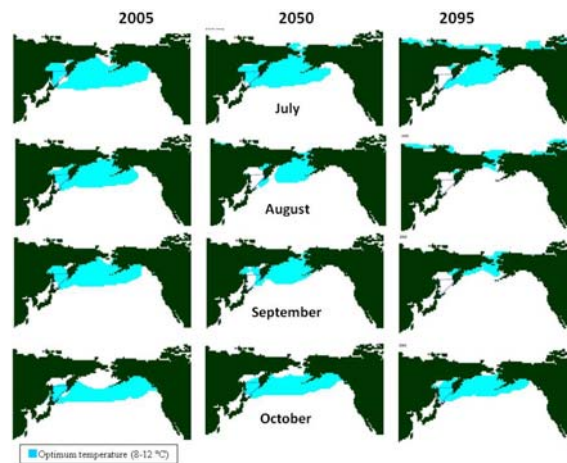 2005 2050 2095
July
August
September
October
Optimum temperature (8-12 °C)